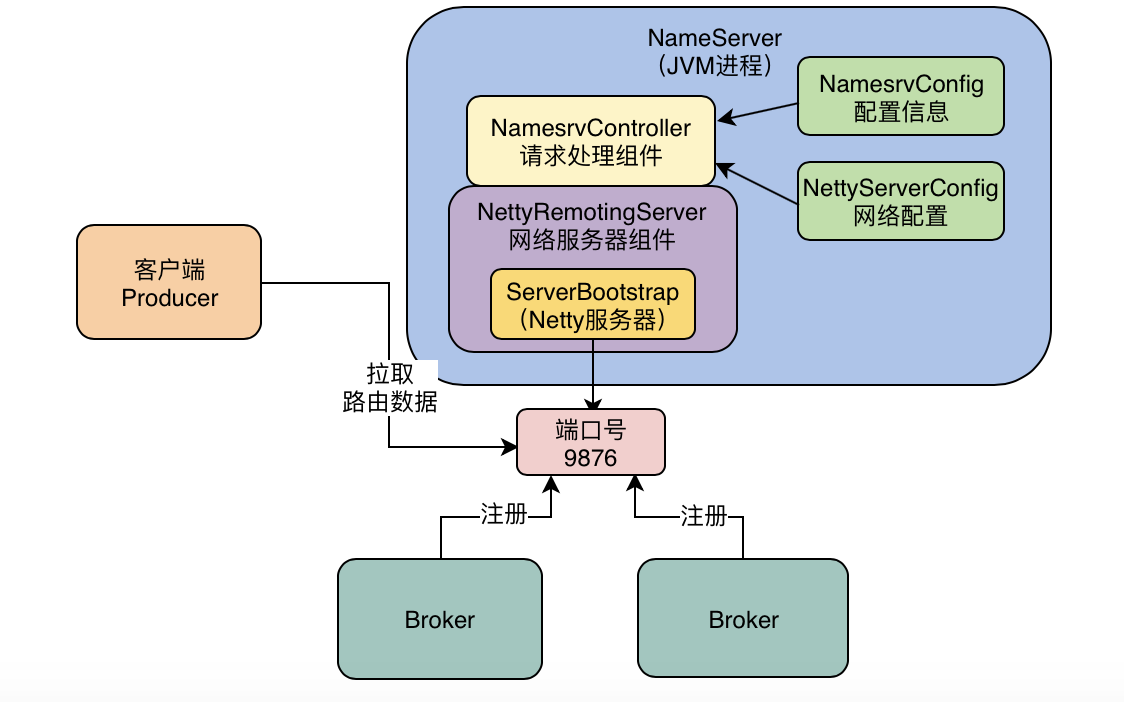 NameServer
（JVM进程）
NamesrvConfig
配置信息
NamesrvController
请求处理组件
NettyServerConfig
网络配置
NettyRemotingServer
网络服务器组件
ServerBootstrap
（Netty服务器）
客户端
Producer
拉取
路由数据
端口号
9876
注册
注册
Broker
Broker